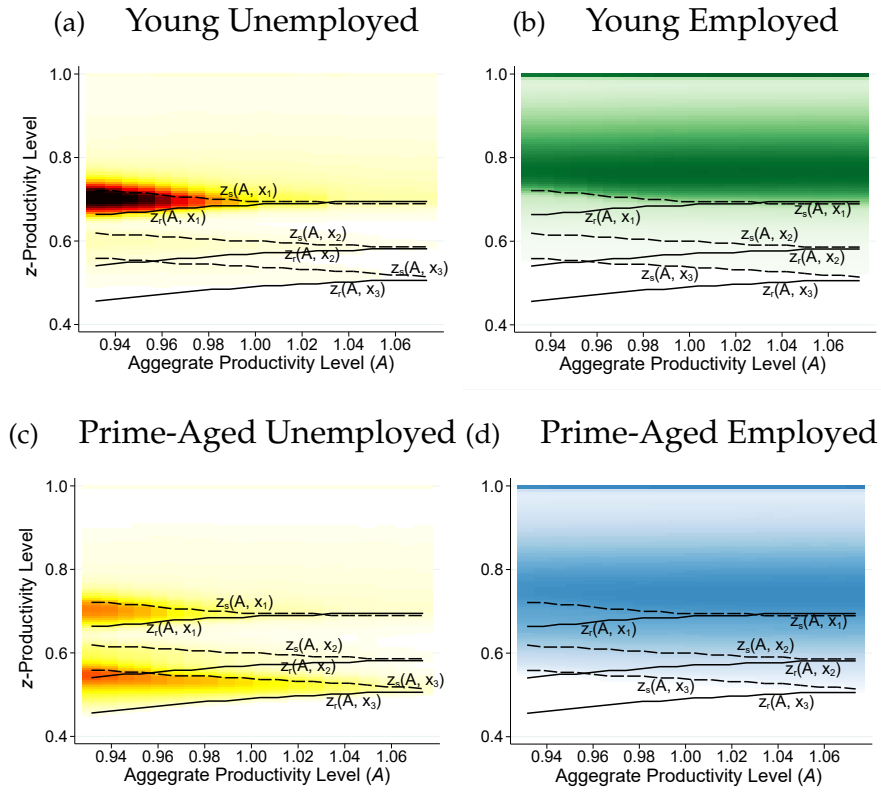 (a) Young Unemployed
z-Productivity Level
1.0
0.8
0.6
0.4
z_s(A, x_1)
z_r(A, x_1)
z_s(A, x_2)
z_r(A, x_2)
z_s(A, x_3)
z_r(A, x_3)
0.94 0.96 0.98 1.00 1.02 1.04 1.06
Aggegrate Productivity Level (A)
(b) Young Employed
1.0
0.8
0.6
0.4
z_r(A, x_1)
z_s(A, x_1)
z_s(A, x_2)
z_r(A, x_2)
z_s(A, x_3)
z_r(A, x_3)
0.94 0.96 0.98 1.00 1.02 1.04 1.06
Aggegrate Productivity Level (A)
(c) Prime-Aged Unemployed
z-Productivity Level
1.0
0.8
0.6
0.4
z_s(A, x_1)
z_r(A, x_1)
z_s(A, x_2)
z_r(A, x_2)
z_s(A, x_3)
z_r(A, x_3)
0.94 0.96 0.98 1.00 1.02 1.04 1.06
Aggegrate Productivity Level (A)
(d) Prime-Aged Employed
1.0
0.8
0.6
0.4
z_r(A, x_1)
z_s(A, x_1)
z_s(A, x_2)
z_r(A, x_2)
z_s(A, x_3)
z_r(A, x_3)
0.94 0.96 0.98 1.00 1.02 1.04 1.06
Aggegrate Productivity Level (A)